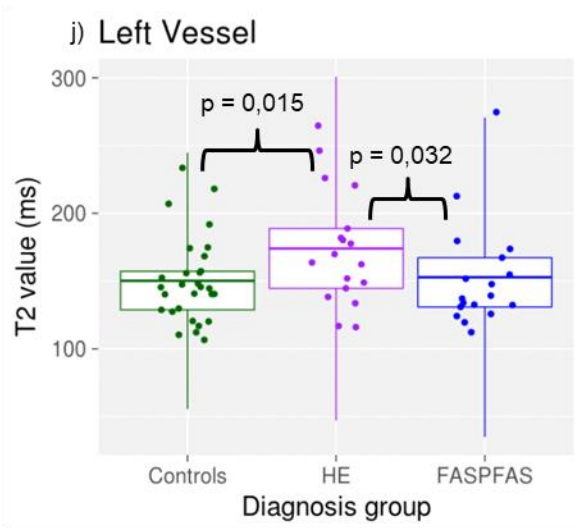 j) Left Vessel
300
p = 0,015
p = 0,032
200
T2 value (ms)
100
Controls HE FASPFAS
Diagnosis group